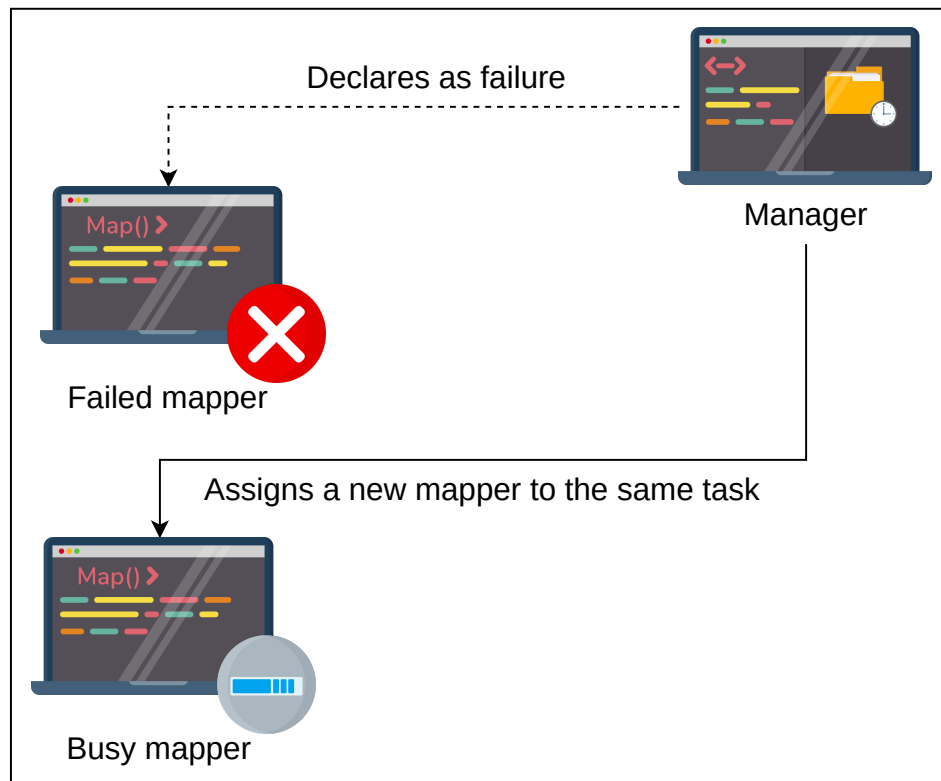 Declares as failure
Manager
Map()
Failed mapper
Assigns a new mapper to the same task
Map()
Busy mapper